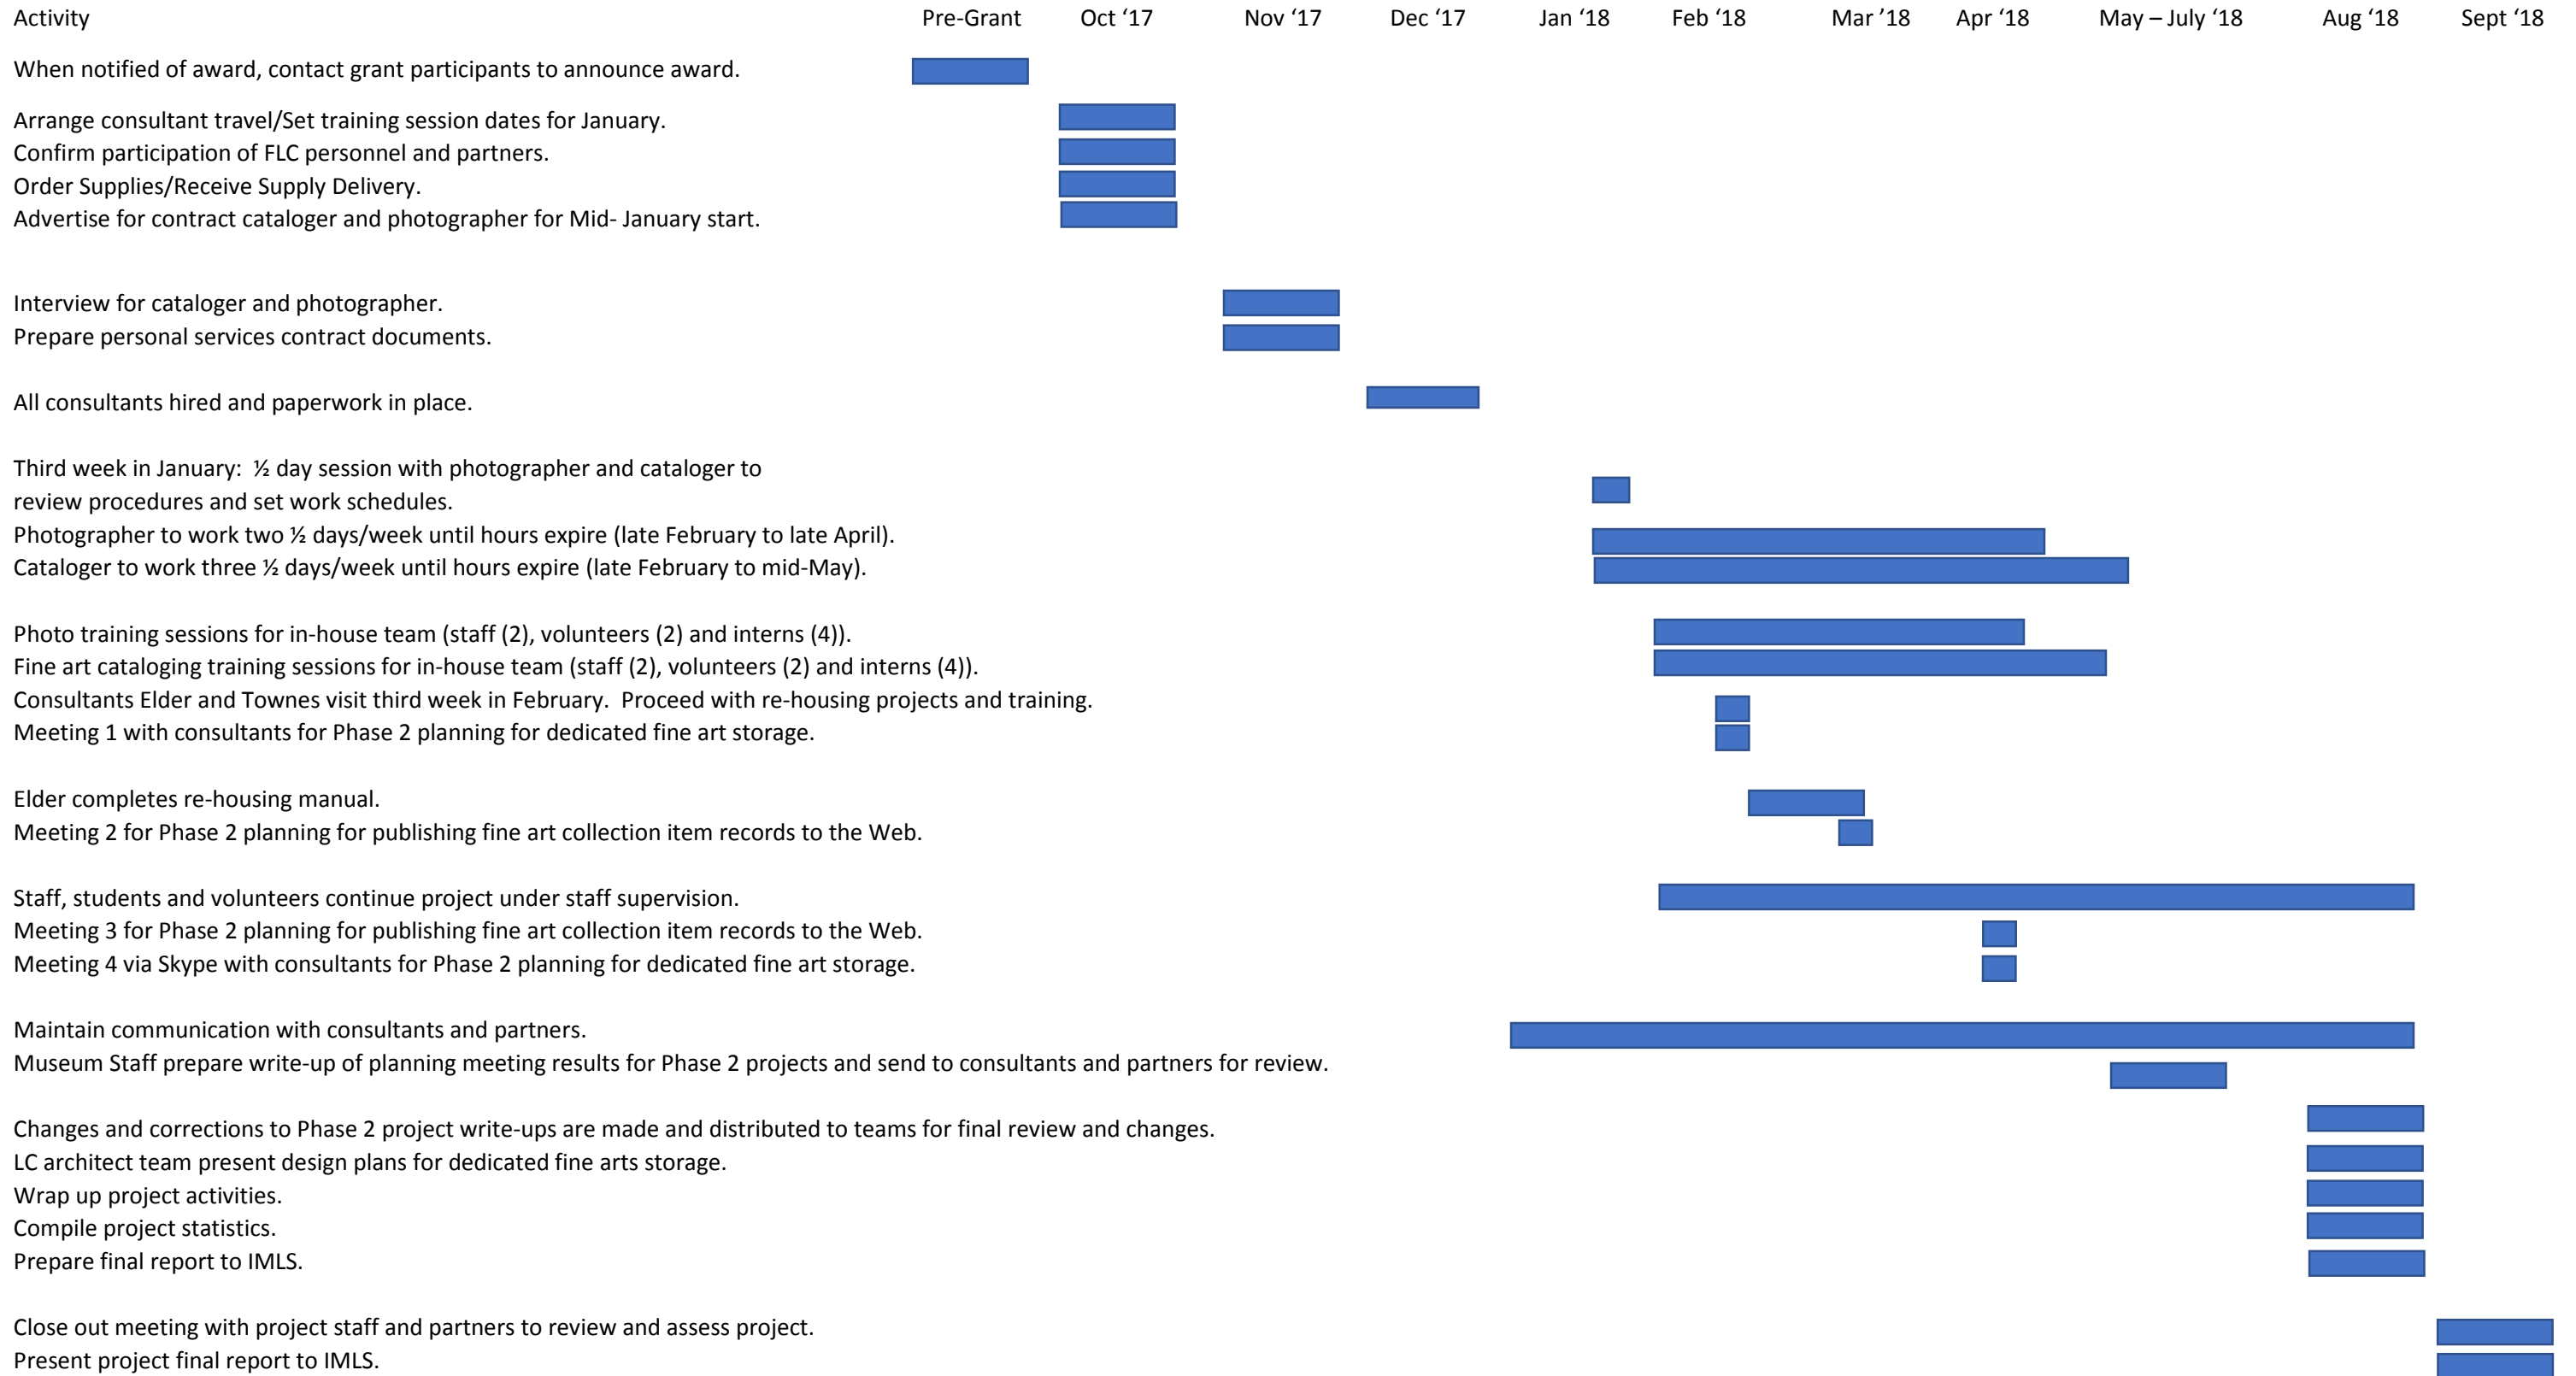 Activity Pre-Grant Oct ‘17 Nov ‘17 Dec ‘17 Jan ‘18 Feb ‘18 Mar ’18 Apr ‘18 May – July ‘18 Aug ‘18 Sept ‘18
When notified of award, contact grant participants to announce award.
Arrange consultant travel/Set training session dates for January.
Confirm participation of FLC personnel and partners.
Order Supplies/Receive Supply Delivery.
Advertise for contract cataloger and photographer for Mid- January start.
Interview for cataloger and photographer.
Prepare personal services contract documents.
All consultants hired and paperwork in place.
Third week in January:  ½ day session with photographer and cataloger to
review procedures and set work schedules.
Photographer to work two ½ days/week until hours expire (late February to late April).
Cataloger to work three ½ days/week until hours expire (late February to mid-May).
Photo training sessions for in-house team (staff (2), volunteers (2) and interns (4)).
Fine art cataloging training sessions for in-house team (staff (2), volunteers (2) and interns (4)).
Consultants Elder and Townes visit third week in February.  Proceed with re-housing projects and training.
Meeting 1 with consultants for Phase 2 planning for dedicated fine art storage.
Elder completes re-housing manual.
Meeting 2 for Phase 2 planning for publishing fine art collection item records to the Web.
Staff, students and volunteers continue project under staff supervision.
Meeting 3 for Phase 2 planning for publishing fine art collection item records to the Web.
Meeting 4 via Skype with consultants for Phase 2 planning for dedicated fine art storage.
Maintain communication with consultants and partners.
Museum Staff prepare write-up of planning meeting results for Phase 2 projects and send to consultants and partners for review.
Changes and corrections to Phase 2 project write-ups are made and distributed to teams for final review and changes.
LC architect team present design plans for dedicated fine arts storage.
Wrap up project activities.
Compile project statistics.
Prepare final report to IMLS.
Close out meeting with project staff and partners to review and assess project.
Present project final report to IMLS.